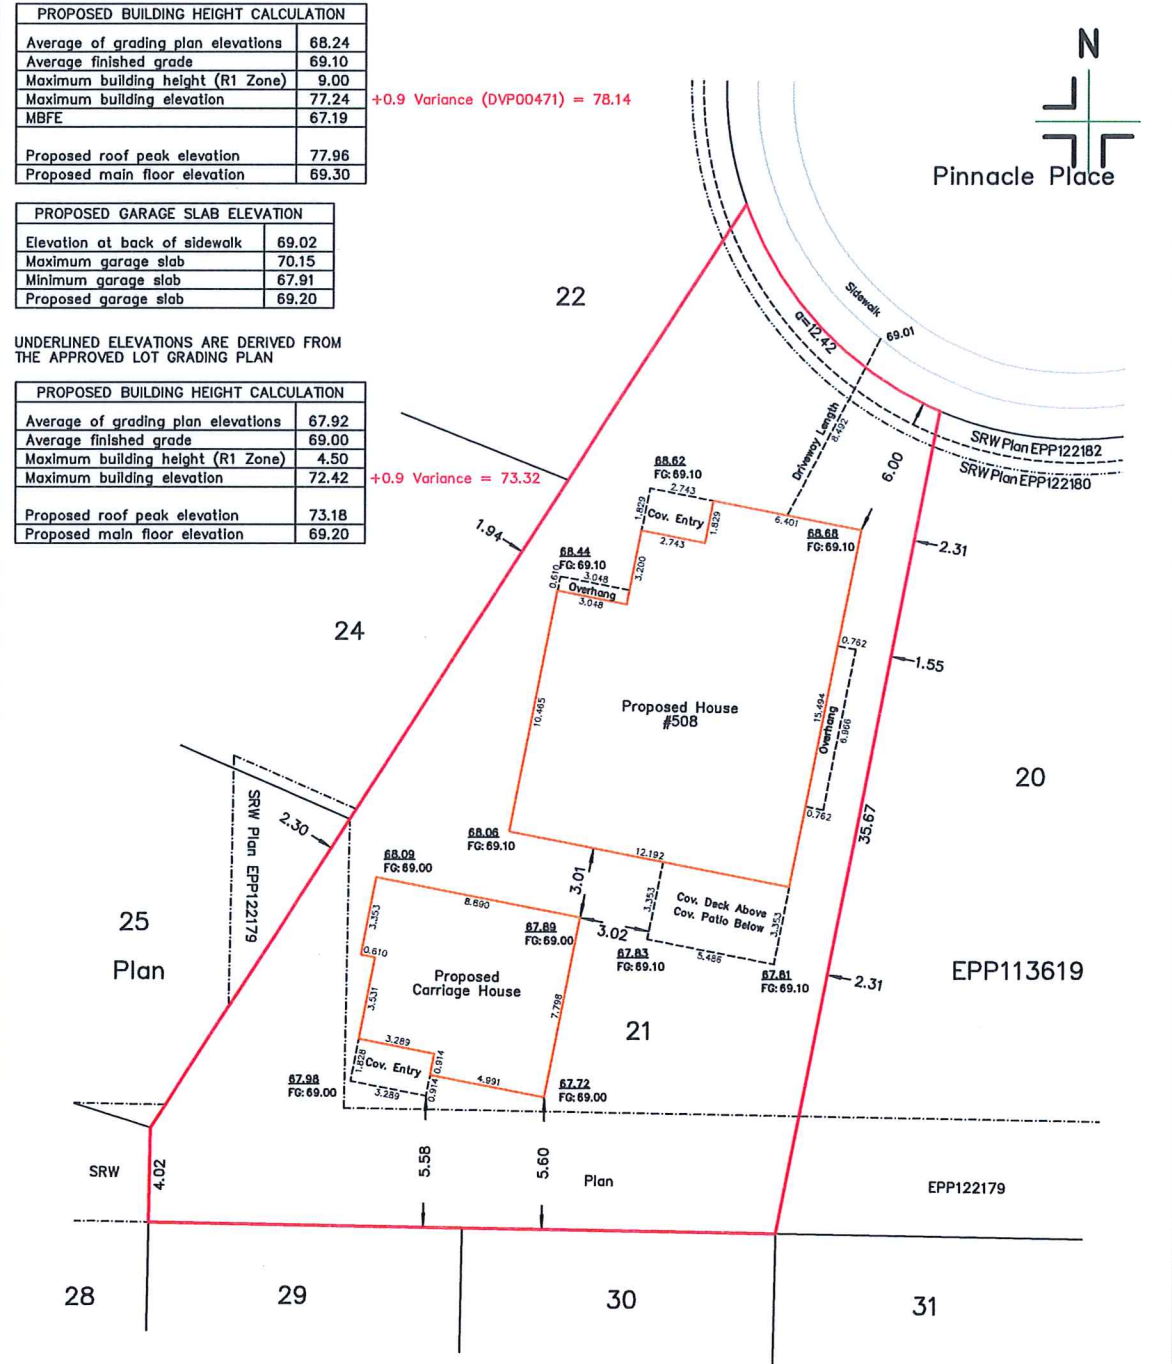 PROPOSED BUILDING HEIGHT CALCULATION
Average of grading plan elevations 68.24
Average finished grade 69.10
Maximum building height (R1 Zone) 9.00
Maximum building elevation 77.24 +0.9 Variance (DVP00471) = 78.14
MBFE 67.19
Proposed roof peak elevation 77.96
Proposed main floor elevation 69.30
N
Pinnacle Place
PROPOSED GARAGE SLAB ELEVATION
Elevation at back of sidewalk 69.02
Maximum garage slab 70.15
Minimum garage slab 67.91
Proposed garage slab 69.20
UNDERLINED ELEVATIONS ARE DERIVED FROM
THE APPROVED LOT GRADING PLAN
PROPOSED BUILDING HEIGHT CALCULATION
Average of grading plan elevations 67.92
Average finished grade 69.00
Maximum building height (R1 Zone) 4.50
Maximum building elevation 72.42 +0.9 Variance = 73.32
Proposed roof peak elevation 73.18
Proposed main floor elevation 69.20
22
Sidewalk
69.01
a=12.42
Driveway Length
8.492
SRW Plan EPP122182
SRW Plan EPP122180
6.00
68.62
FG:69.10
2.743
1.829
Cov. Entry
1.829
2.743
6.401
68.68
FG:69.10
2.31
1.94
68.44
FG:69.10
0.610
3.048
Overhang
3.048
3.200
24
0.762
1.55
10.465
Proposed House
#508
15.494
Overhang
6.966
0.762
20
35.67
SRW Plan EPP122179
2.30
68.06
FG:69.10
12.192
3.01
68.09
FG:69.00
8.690
3.353
Cov. Deck Above
Cov. Patio Below
3.353
25
Plan
3.353
0.610
67.89
FG:69.00
3.02
67.83
FG:69.10
5.486
67.81
FG:69.10
2.31
EPP113619
Proposed
Carriage House
3.531
7.798
21
3.289
1.828
Cov. Entry
0.914
3.289
0.914
4.991
67.98
FG:69.00
67.72
FG:69.00
SRW
4.02
5.58
5.60
Plan
EPP122179
28
29
30
31